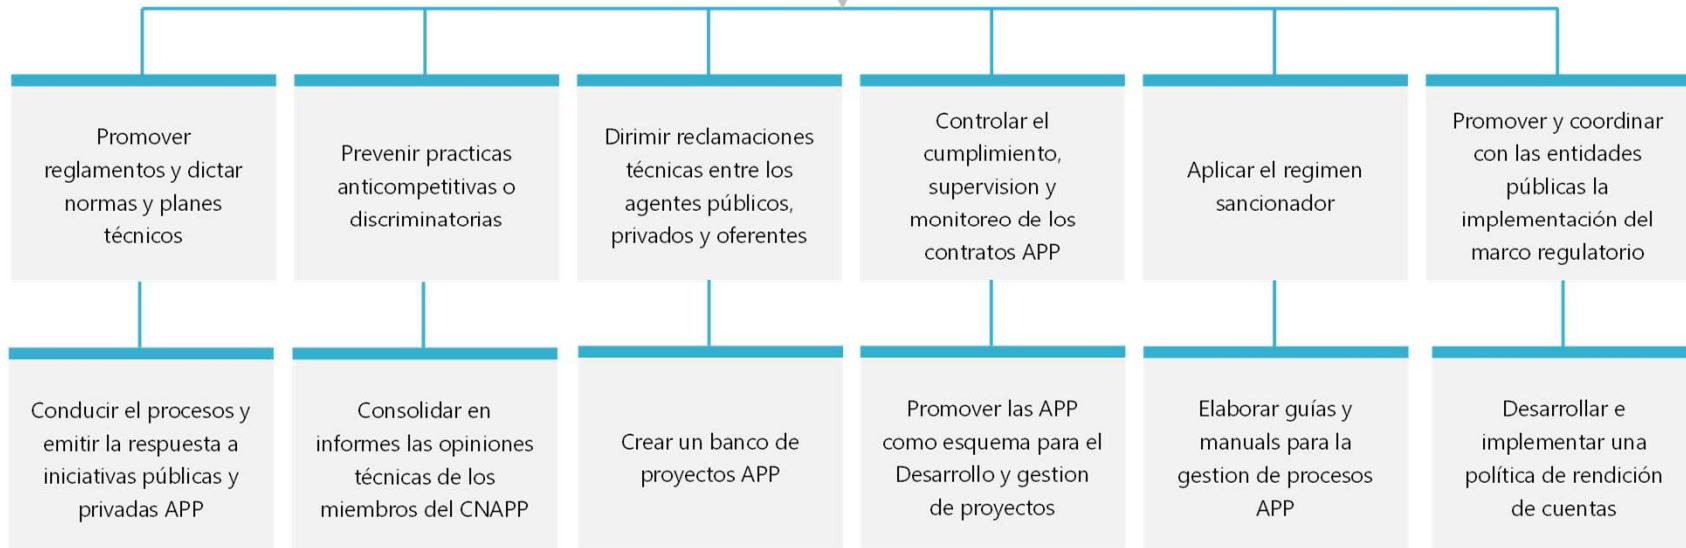 Promover
reglamentos y dictar
normas y planes
técnicos
Prevenir practicas
anticompetitivas o
discriminatorias
Dirimir reclamaciones
técnicas entre los
agentes públicos,
privados y oferentes
Controlar el
cumplimiento,
supervision y
monitoreo de los
contratos APP
Aplicar el regimen
sancionador
Promover y coordinar
con las entidades
públicas la
implementación del
marco regulatorio
Conducir el procesos y
emitir la respuesta a
iniciativas públicas y
privadas APP
Consolidar en
informes las opiniones
técnicas de los
miembros del CNAPP
Crear un banco de
proyectos APP
Promover las APP
como esquema para el
Desarrollo y gestion
de proyectos
Elaborar guías y
manuals para la
gestion de procesos
APP
Desarrollar e
implementar una
política de rendición
de cuentas